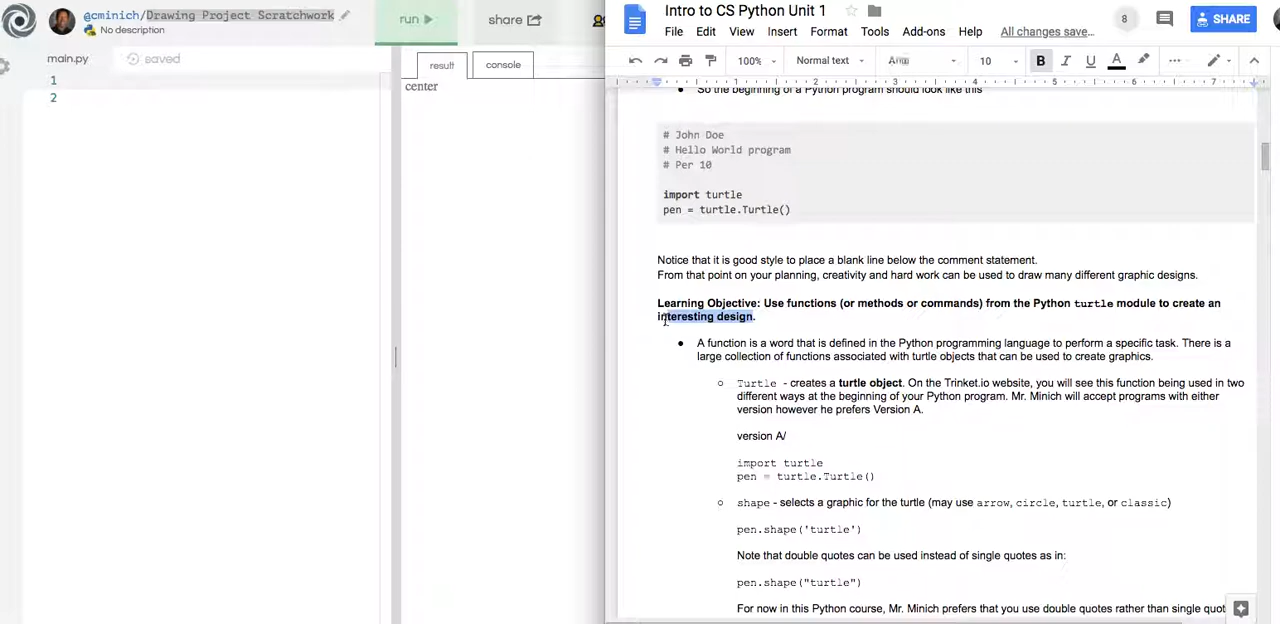 @cminich/Drawing Project Scratchwork
No description
run
share
main.py
saved
1
2
result
console
center
Intro to CS Python Unit 1
8
SHARE
File Edit View Insert Format Tools Add-ons Help All changes save...
100% Normal text Arial 10 B I U A
1 2 3 4 5 6 7
So the beginning of a Python program should look like this
# John Doe
# Hello World program
# Per 10
import turtle
pen = turtle.Turtle()
Notice that it is good style to place a blank line below the comment statement.
From that point on your planning, creativity and hard work can be used to draw many different graphic designs.
Learning Objective: Use functions (or methods or commands) from the Python turtle module to create an
interesting design.
• A function is a word that is defined in the Python programming language to perform a specific task. There is a
large collection of functions associated with turtle objects that can be used to create graphics.
Turtle - creates a turtle object. On the Trinket.io website, you will see this function being used in two
different ways at the beginning of your Python program. Mr. Minich will accept programs with either
version however he prefers Version A.
version A/
import turtle
pen = turtle.Turtle()
shape - selects a graphic for the turtle (may use arrow, circle, turtle, or classic)
pen.shape('turtle')
Note that double quotes can be used instead of single quotes as in:
pen.shape("turtle")
For now in this Python course, Mr. Minich prefers that you use double quotes rather than single quot